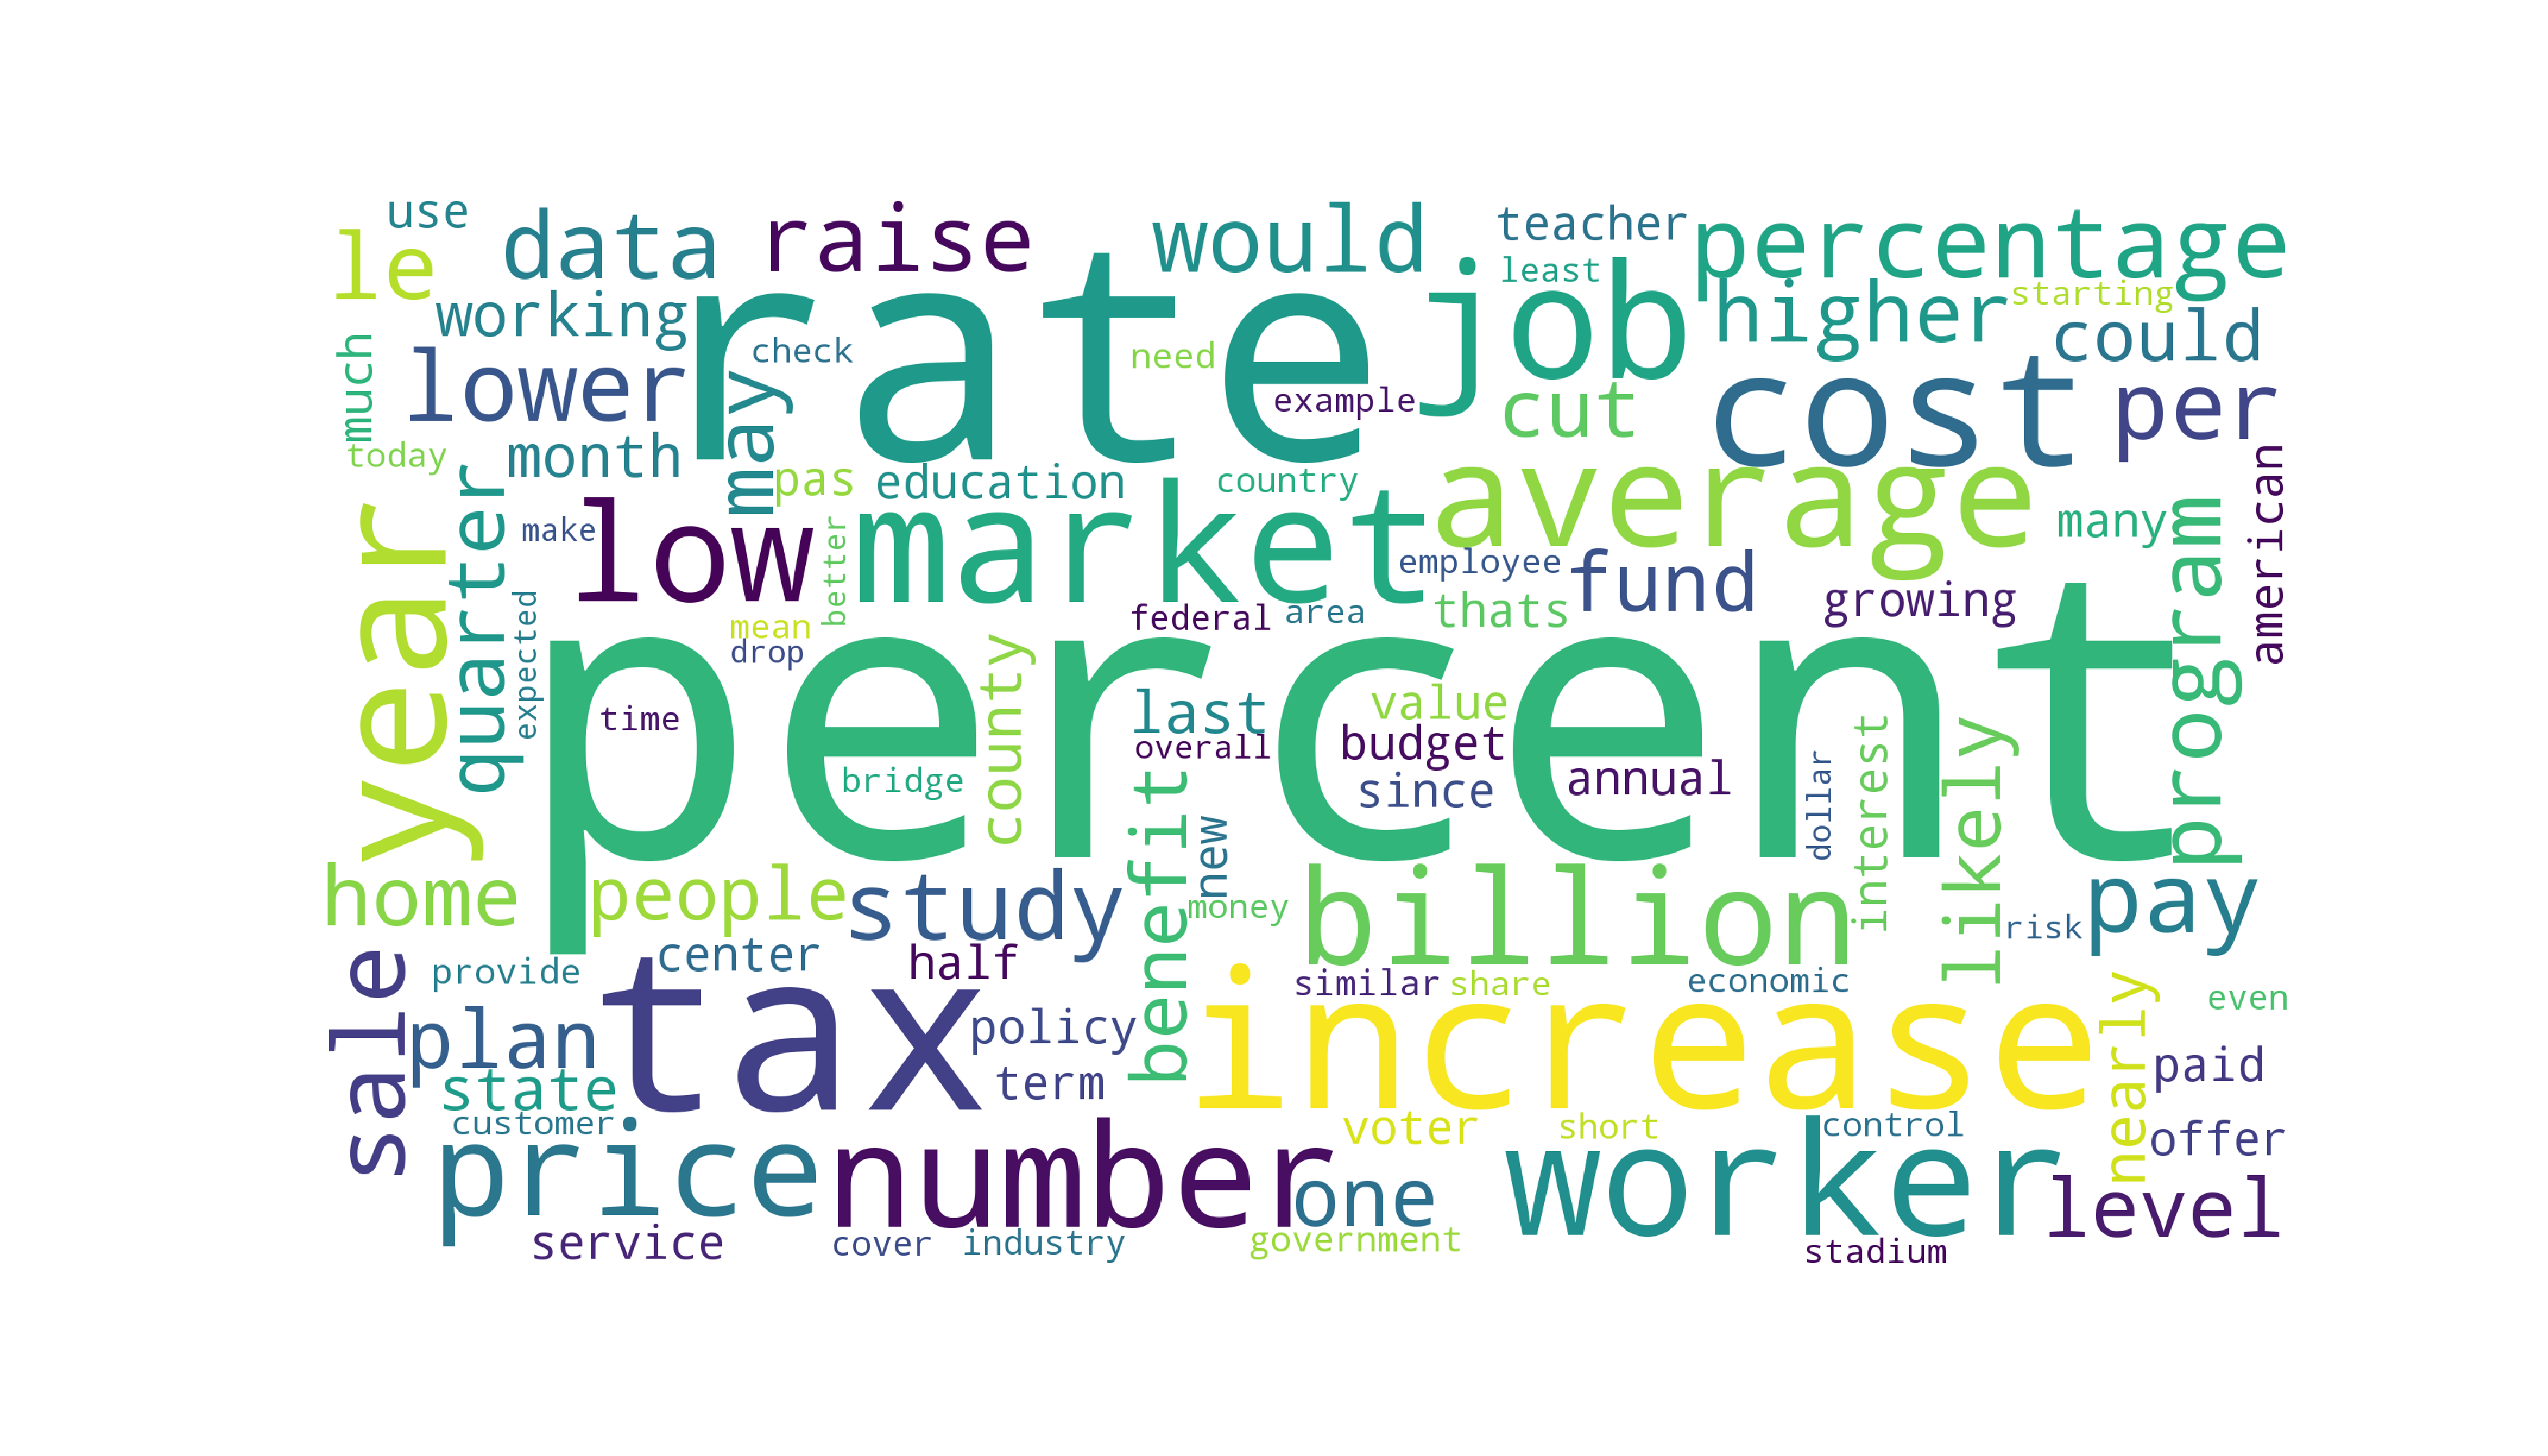 use
le
data
raise
would
teacher
percentage
least
working
rate
job
higher
starting
could
much
lower
check
need
example
cut
cost
per
today
month
may
pas
education
country
average
american
year
quarter
make
low
better
market
employee
fund
many
program
expected
mean
drop
federal
area
thats
growing
percent
time
county
last
overall
value
budget
bridge
since
annual
dollar
interest
likely
home
people
study
benefit
new
money
billion
risk
pay
sale
provide
center
half
similar
share
economic
even
plan
tax
policy
increase
nearly
paid
state
term
customer
voter
short
control
offer
price
number
one
worker
level
service
cover
industry
government
stadium